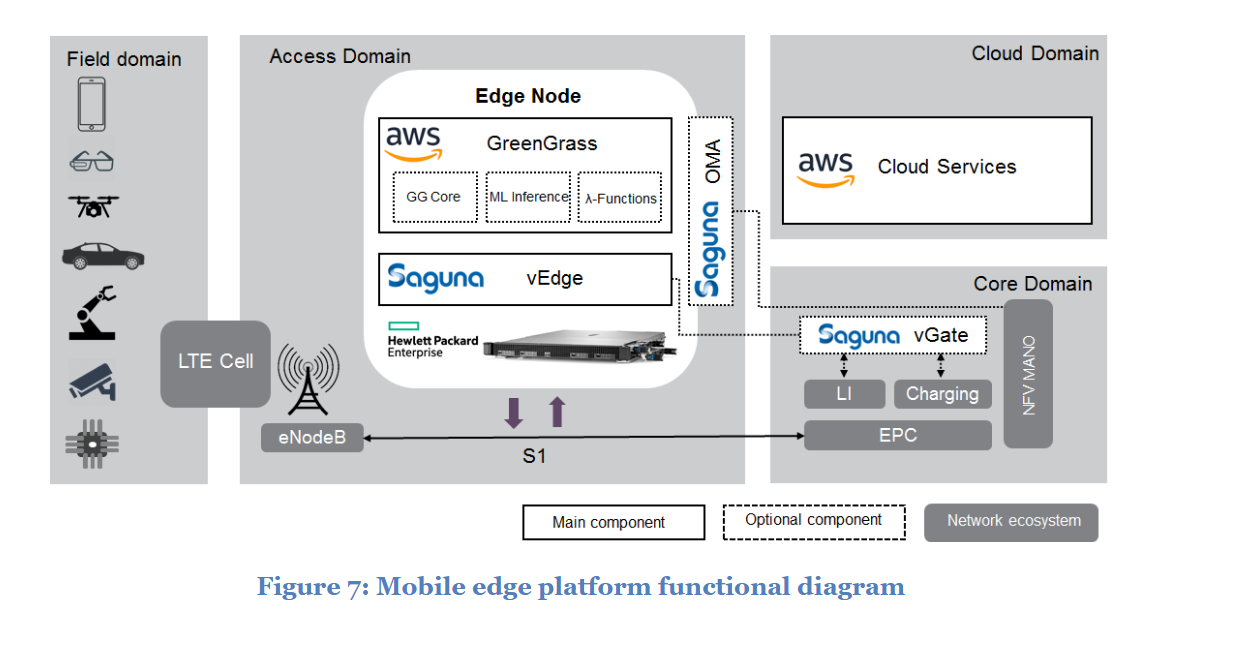 Field domain
Access Domain
Cloud Domain
Edge Node
aws GreenGrass
GG Core
ML Inference
λ-Functions
Saguna OMA
aws Cloud Services
Saguna vEdge
Hewlett Packard
Enterprise
Core Domain
Saguna vGate
LI
Charging
EPC
NFV MANO
LTE Cell
eNodeB
S1
Main component
Optional component
Network ecosystem
Figure 7: Mobile edge platform functional diagram